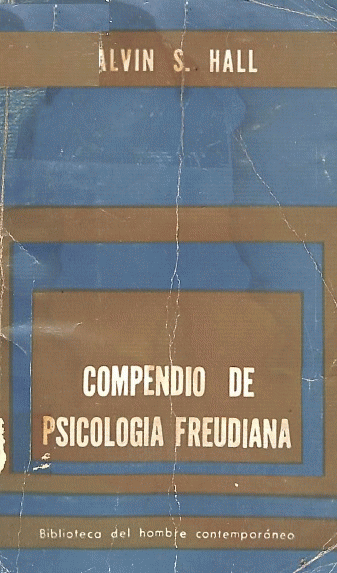 ALVIN S. HALL
COMPENDIO DE
PSICOLOGIA FREUDIANA
Biblioteca del hombre contemporáneo